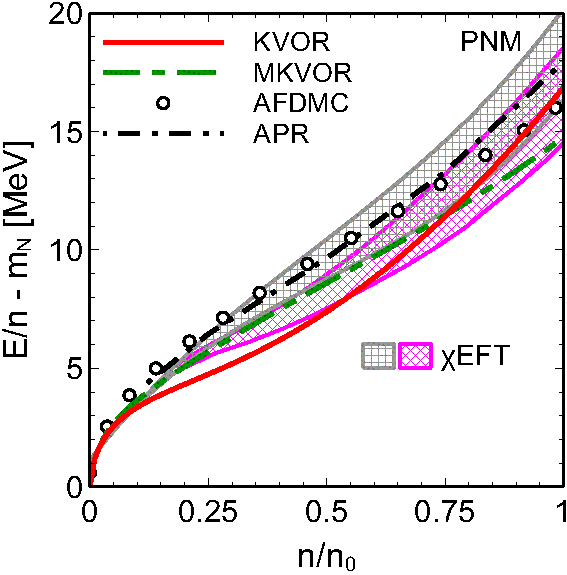 20
15
10
5
0
E/n - m_N [MeV]
KVOR
MKVOR
AFDMC
APR
PNM
χEFT
0
0.25
0.5
0.75
1
n/n₀